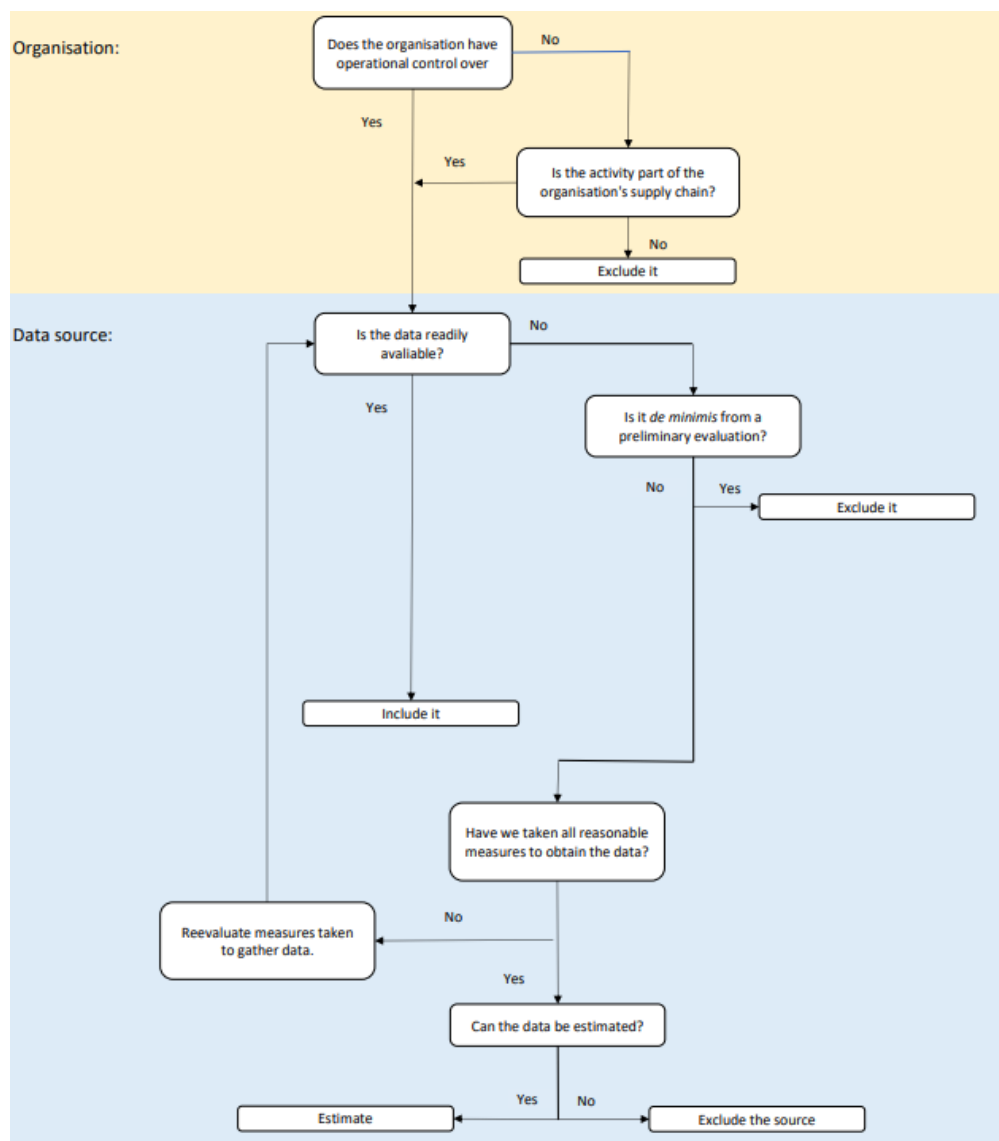 Organisation:
Does the organisation have
operational control over
No
Yes
Yes
Is the activity part of the
organisation's supply chain?
No
Exclude it
Data source:
Is the data readily
avaliable?
No
Yes
Is it de minimis from a
preliminary evaluation?
No
Yes
Exclude it
Include it
Have we taken all reasonable
measures to obtain the data?
No
Reevaluate measures taken
to gather data.
Yes
Can the data be estimated?
Yes
No
Estimate
Exclude the source